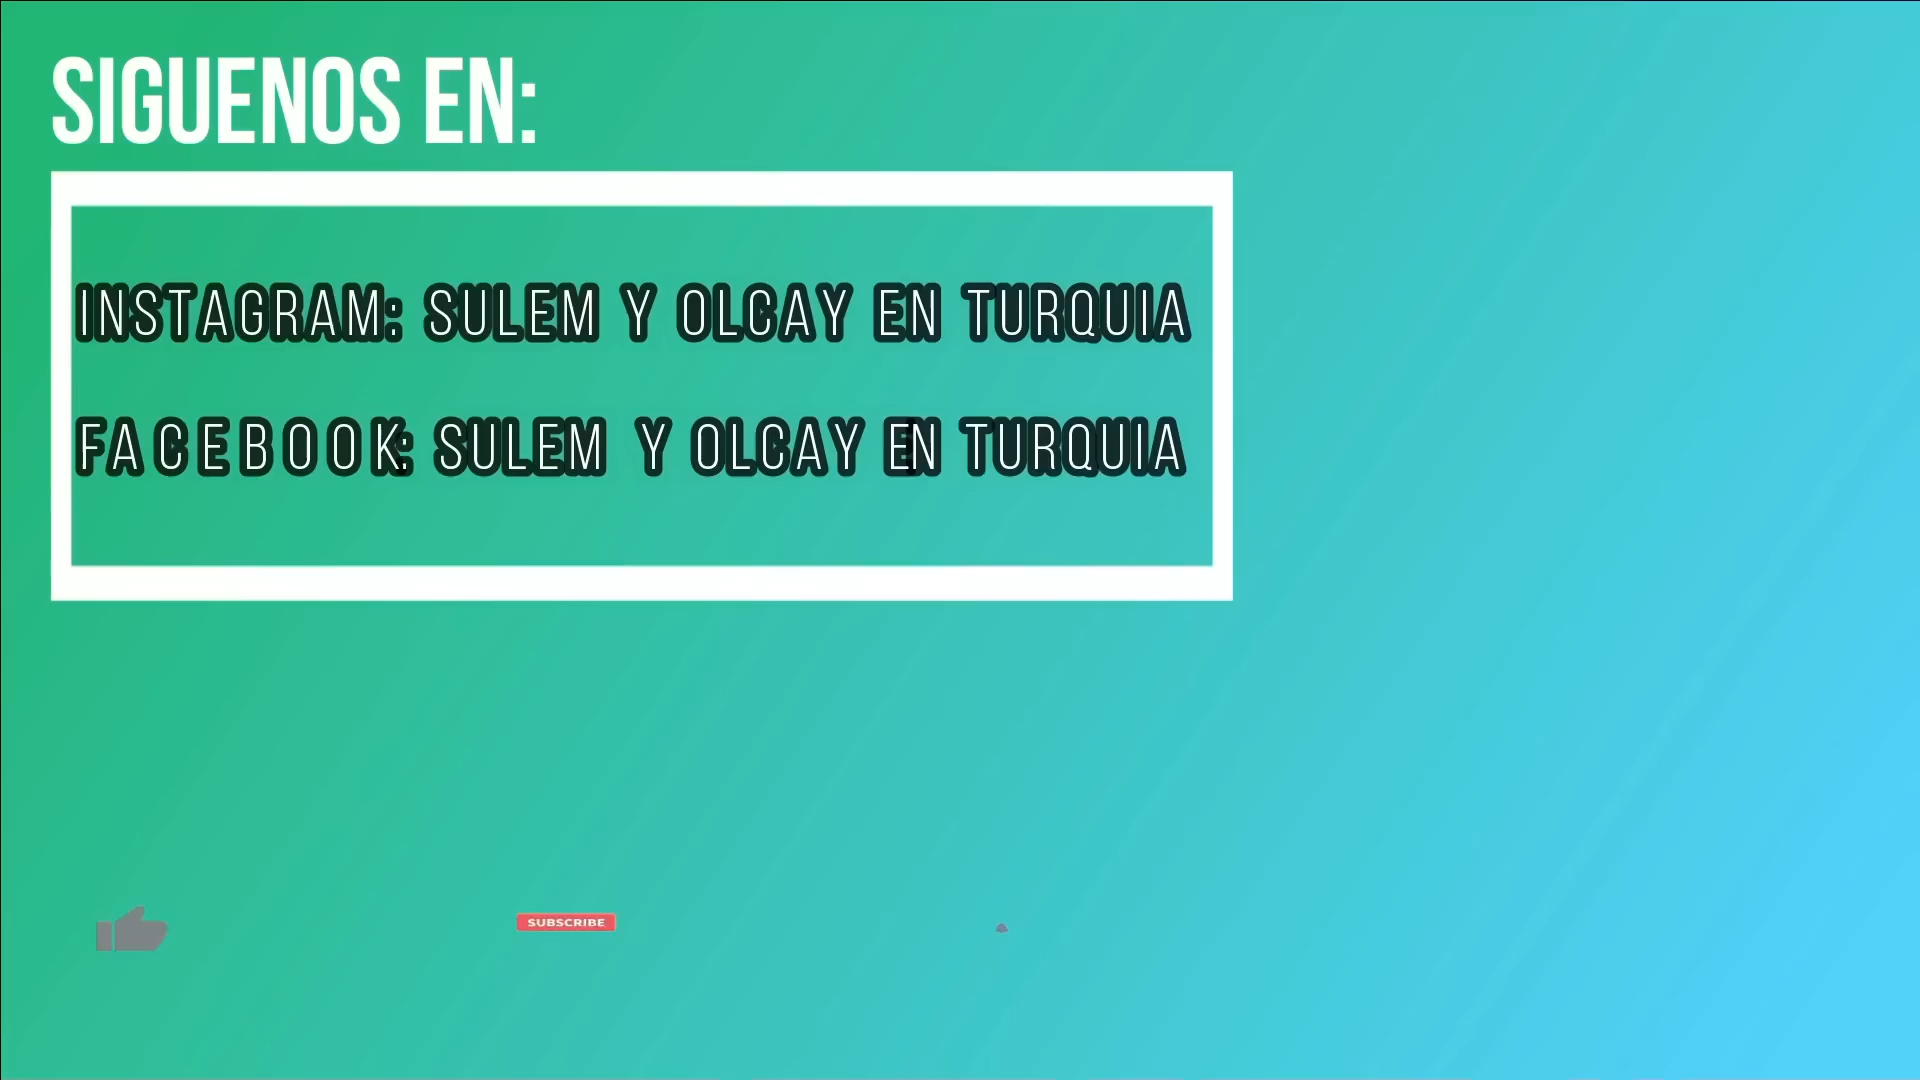 SIGUENOS EN:
INSTAGRAM: SULEM Y OLCAY EN TURQUIA
FACEBOOK: SULEM Y OLCAY EN TURQUIA
SUBSCRIBE